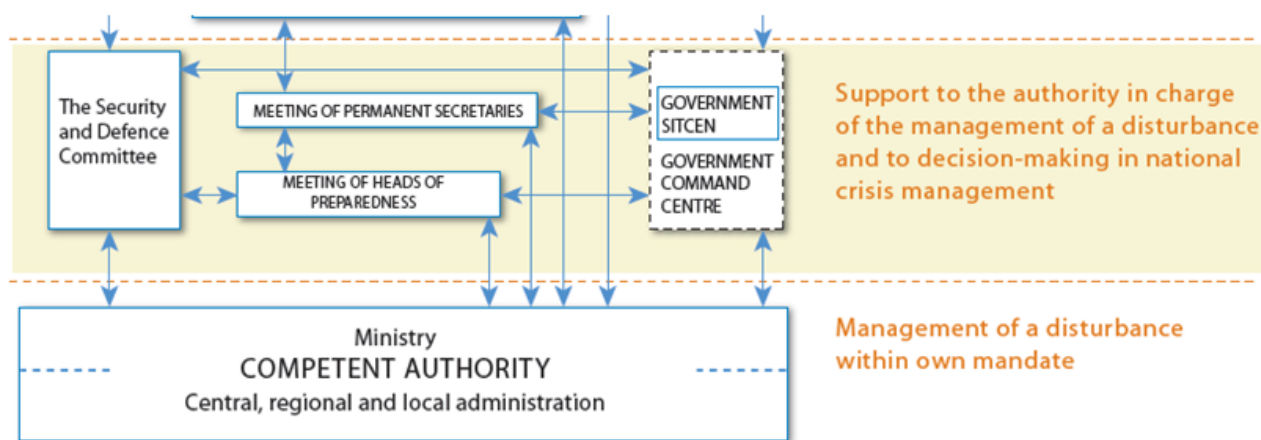 The Security
and Defence
Committee
MEETING OF PERMANENT SECRETARIES
MEETING OF HEADS OF
PREPAREDNESS
GOVERNMENT
SITCEN
GOVERNMENT
COMMAND
CENTRE
Support to the authority in charge
of the management of a disturbance
and to decision-making in national
crisis management
Ministry
COMPETENT AUTHORITY
Central, regional and local administration
Management of a disturbance
within own mandate